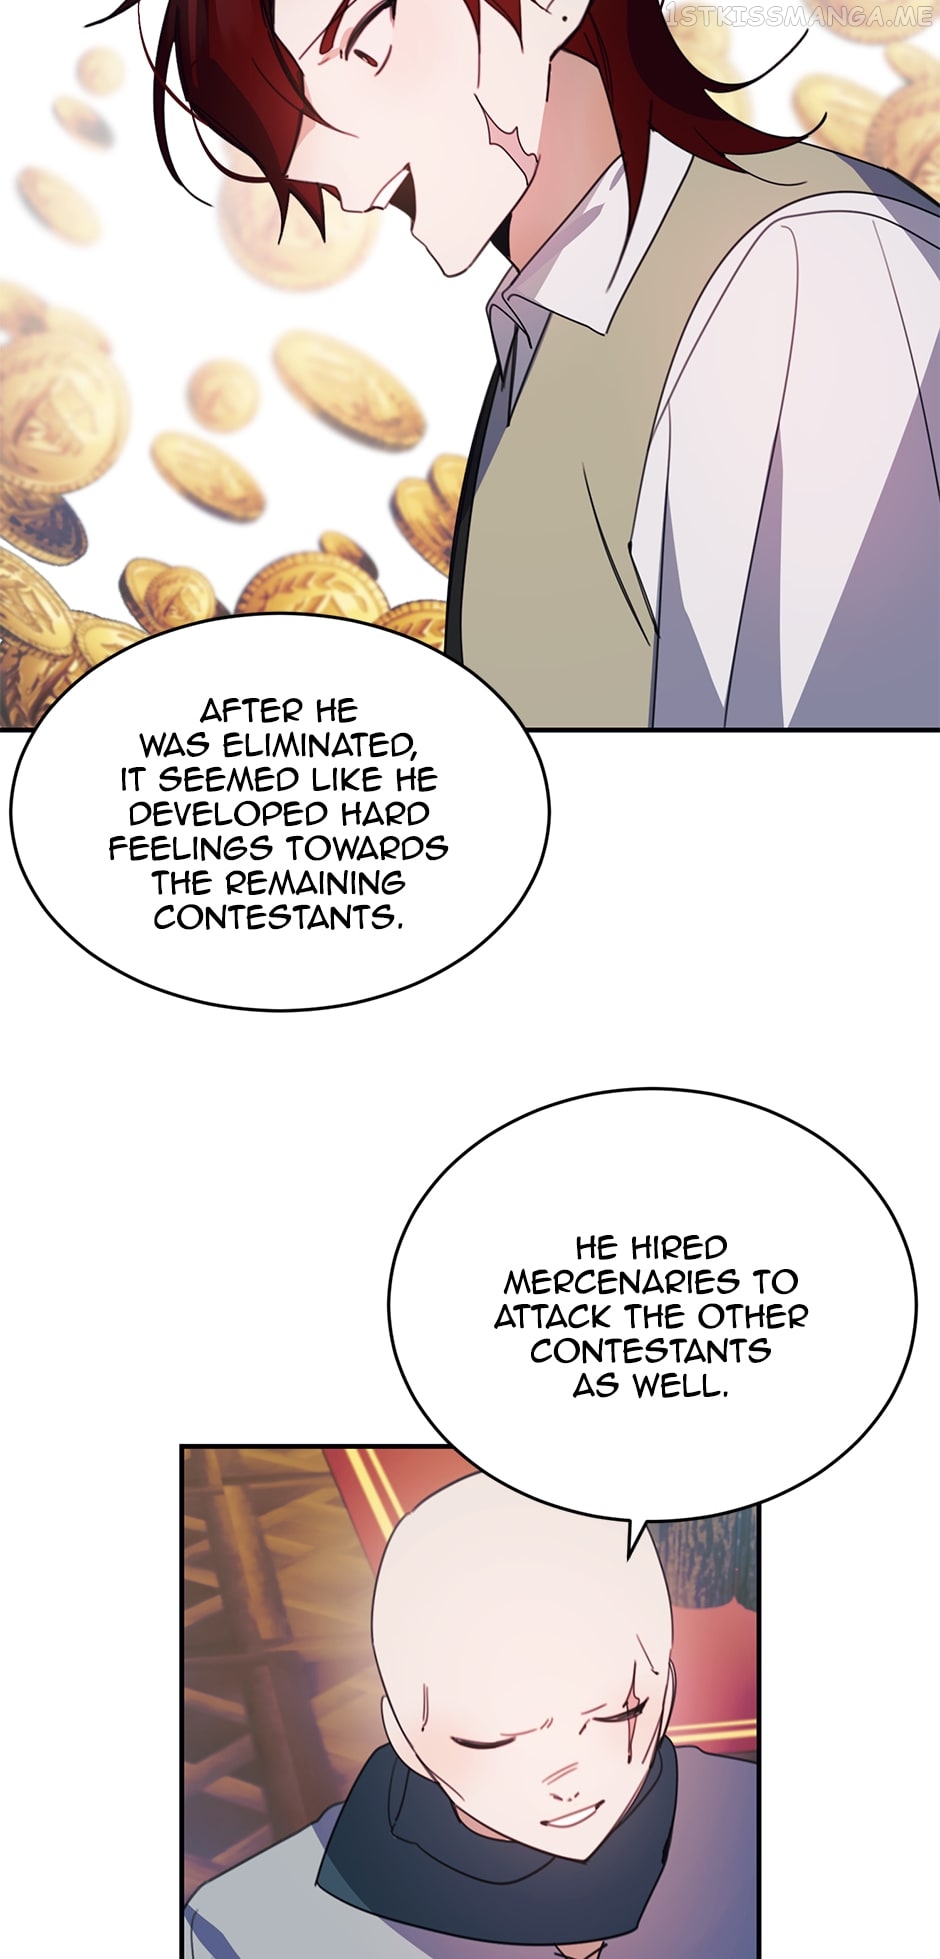 1STKISSMANGA.ME
AFTER HE
WAS ELIMINATED,
IT SEEMED LIKE HE
DEVELOPED HARD
FEELINGS TOWARDS
THE REMAINING
CONTESTANTS.
HE HIRED
MERCENARIES TO
ATTACK THE OTHER
CONTESTANTS
AS WELL.